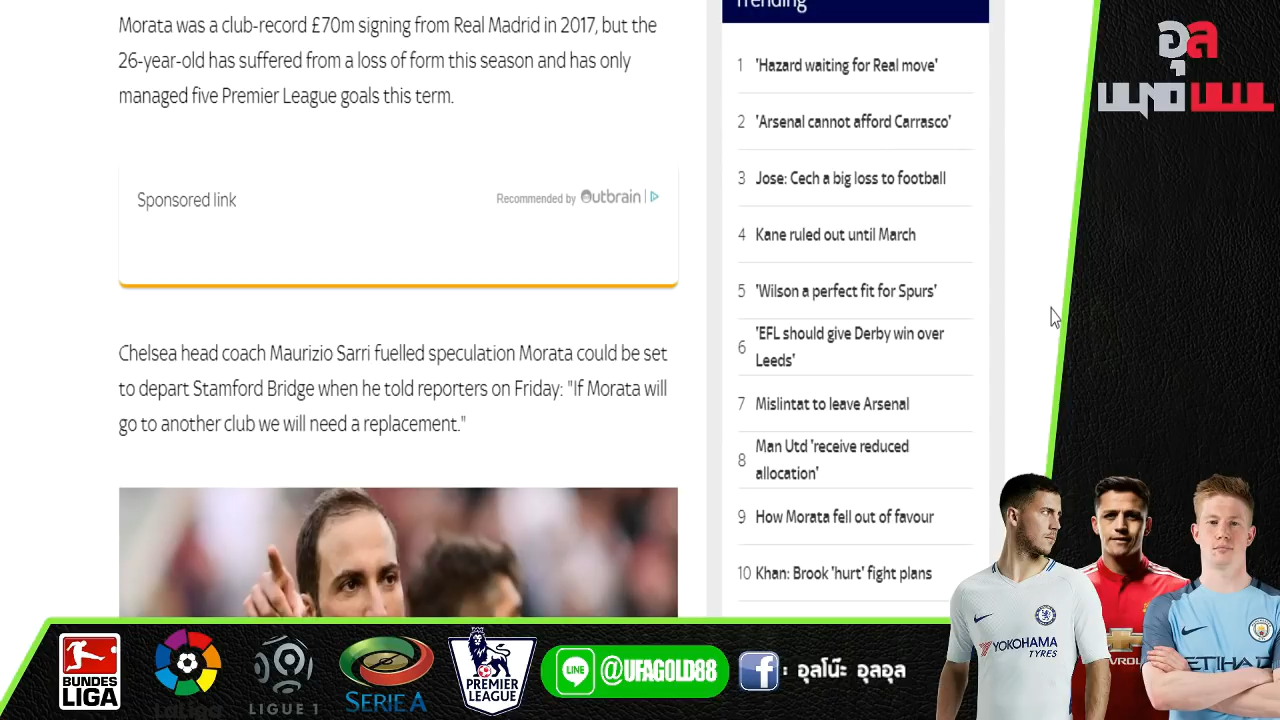 Morata was a club-record £70m signing from Real Madrid in 2017, but the
26-year-old has suffered from a loss of form this season and has only
managed five Premier League goals this term.
Sponsored link
Recommended by Outbrain
Chelsea head coach Maurizio Sarri fuelled speculation Morata could be set
to depart Stamford Bridge when he told reporters on Friday: "If Morata will
go to another club we will need a replacement."
Trending
1 'Hazard waiting for Real move'
2 'Arsenal cannot afford Carrasco'
3 Jose: Cech a big loss to football
4 Kane ruled out until March
5 'Wilson a perfect fit for Spurs'
6 'EFL should give Derby win over
Leeds'
7 Mislintat to leave Arsenal
8 Man Utd 'receive reduced
allocation'
9 How Morata fell out of favour
10 Khan: Brook 'hurt' fight plans
อุล
YOKOHAMA
TYRES
BUNDES
LIGA
LaLiga
LIGUE 1
SERIE A
PREMIER
LEAGUE
LINE
@UFAGOLD88
: อุลโน๊ะ อุลอุล